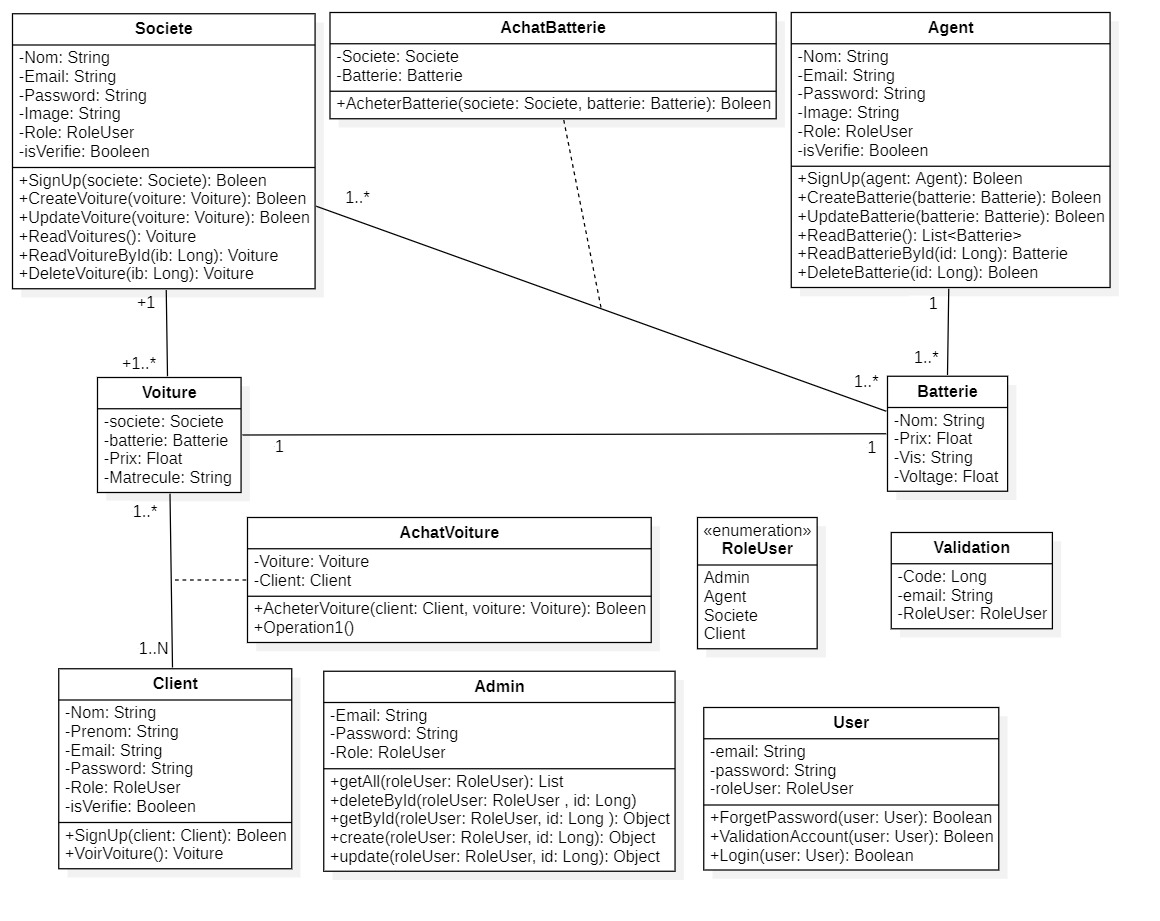 Societe
-Nom: String
-Email: String
-Password: String
-Image: String
-Role: RoleUser
-isVerifie: Booleen
+SignUp(societe: Societe): Boleen
+CreateVoiture(voiture: Voiture): Boleen
+UpdateVoiture(voiture: Voiture): Boleen
+ReadVoitures(): Voiture
+ReadVoitureById(ib: Long): Voiture
+DeleteVoiture(ib: Long): Voiture
AchatBatterie
-Societe: Societe
-Batterie: Batterie
+AcheterBatterie(societe: Societe, batterie: Batterie): Boleen
Agent
-Nom: String
-Email: String
-Password: String
-Image: String
-Role: RoleUser
-isVerifie: Booleen
+SignUp(agent: Agent): Boleen
+CreateBatterie(batterie: Batterie): Boleen
+UpdateBatterie(batterie: Batterie): Boleen
+ReadBatterie(): List<Batterie>
+ReadBatterieById(id: Long): Batterie
+DeleteBatterie(id: Long): Boleen
1..*
+1
+1..*
1
1..*
1..*
Voiture
-societe: Societe
-batterie: Batterie
-Prix: Float
-Matrecule: String
1
1
Batterie
-Nom: String
-Prix: Float
-Vis: String
-Voltage: Float
1..*
1..N
AchatVoiture
-Voiture: Voiture
-Client: Client
+AcheterVoiture(client: Client, voiture: Voiture): Boleen
+Operation1()
«enumeration»
RoleUser
Admin
Agent
Societe
Client
Validation
-Code: Long
-email: String
-RoleUser: RoleUser
Client
-Nom: String
-Prenom: String
-Email: String
-Password: String
-Role: RoleUser
-isVerifie: Booleen
+SignUp(client: Client): Boleen
+VoirVoiture(): Voiture
Admin
-Email: String
-Password: String
-Role: RoleUser
+getAll(roleUser: RoleUser): List
+deleteById(roleUser: RoleUser , id: Long)
+getById(roleUser: RoleUser, id: Long ): Object
+create(roleUser: RoleUser, id: Long): Object
+update(roleUser: RoleUser, id: Long): Object
User
-email: String
-password: String
-roleUser: RoleUser
+ForgetPassword(user: User): Boolean
+ValidationAccount(user: User): Boleen
+Login(user: User): Boolean